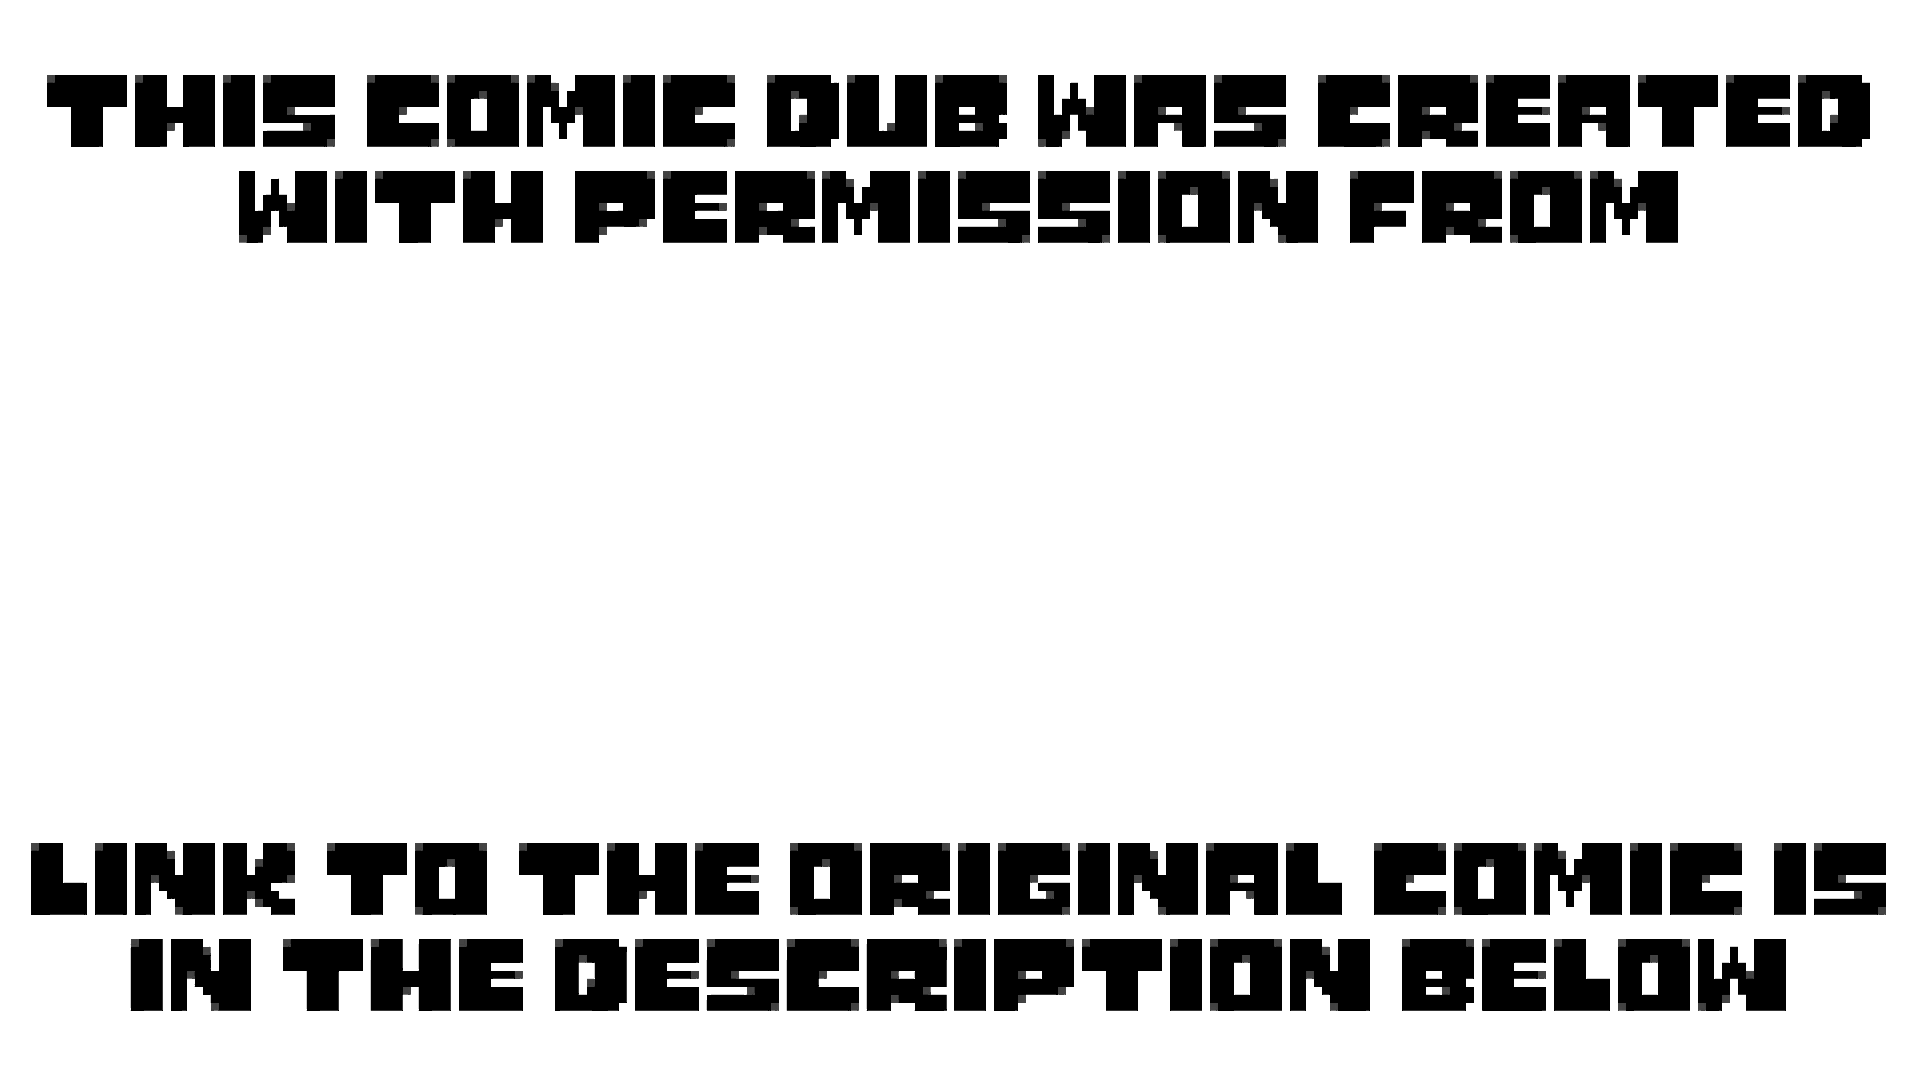 THIS COMIC DUB WAS CREATED
WITH PERMISSION FROM
LINK TO THE ORIGINAL COMIC IS
IN THE DESCRIPTION BELOW